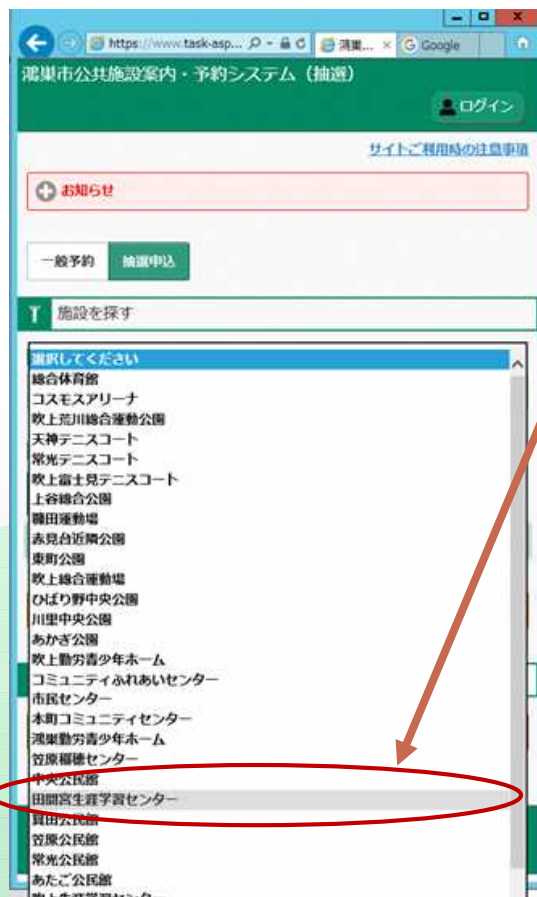 https://www.task-asp...
鴻巣...
Google
鴻巣市公共施設案内・予約システム（抽選）
ログイン
サイトご利用時の注意事項
お知らせ
一般予約
抽選申込
施設を探す
選択してください
総合体育館
コスモスアリーナ
吹上荒川総合運動公園
天神テニスコート
常光テニスコート
吹上富士見テニスコート
上谷総合公園
糠田運動場
赤見台近隣公園
東町公園
吹上総合運動場
ひばり野中央公園
川里中央公園
あかぎ公園
吹上勤労青少年ホーム
コミュニティふれあいセンター
市民センター
本町コミュニティセンター
鴻巣勤労青少年ホーム
笠原福徳センター
中央公民館
田間宮生涯学習センター
箕田公民館
笠原公民館
常光公民館
あたご公民館
吹上生涯学習センター